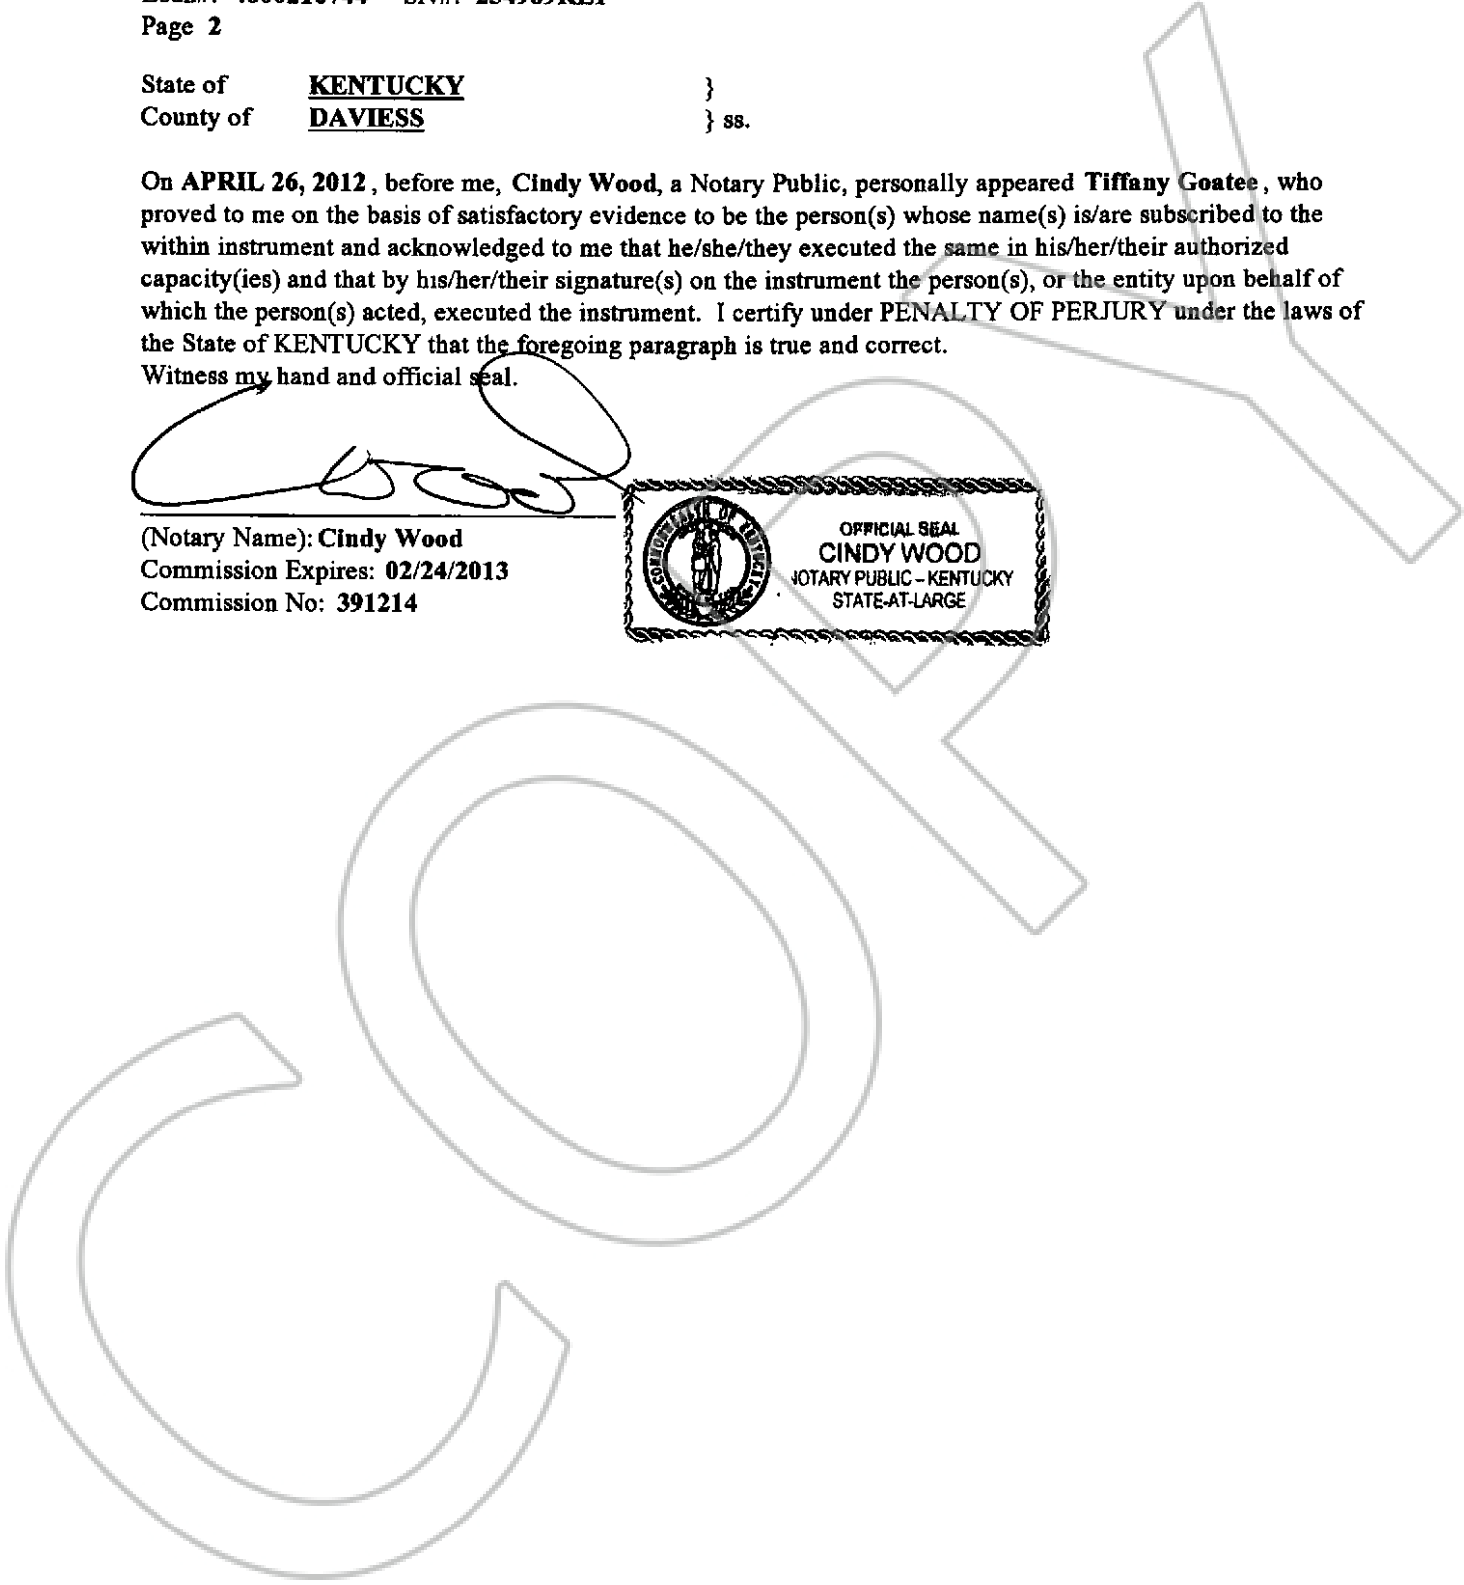 Page 2
State of KENTUCKY }
County of DAVIESS } ss.
On APRIL 26, 2012 , before me, Cindy Wood, a Notary Public, personally appeared Tiffany Goatee , who
proved to me on the basis of satisfactory evidence to be the person(s) whose name(s) is/are subscribed to the
within instrument and acknowledged to me that he/she/they executed the same in his/her/their authorized
capacity(ies) and that by his/her/their signature(s) on the instrument the person(s), or the entity upon behalf of
which the person(s) acted, executed the instrument. I certify under PENALTY OF PERJURY under the laws of
the State of KENTUCKY that the foregoing paragraph is true and correct.
Witness my hand and official seal.
(Notary Name): Cindy Wood
Commission Expires: 02/24/2013
Commission No: 391214
COMMONWEALTH OF KENTUCKY
OFFICIAL SEAL
CINDY WOOD
NOTARY PUBLIC – KENTUCKY
STATE-AT-LARGE
COPY